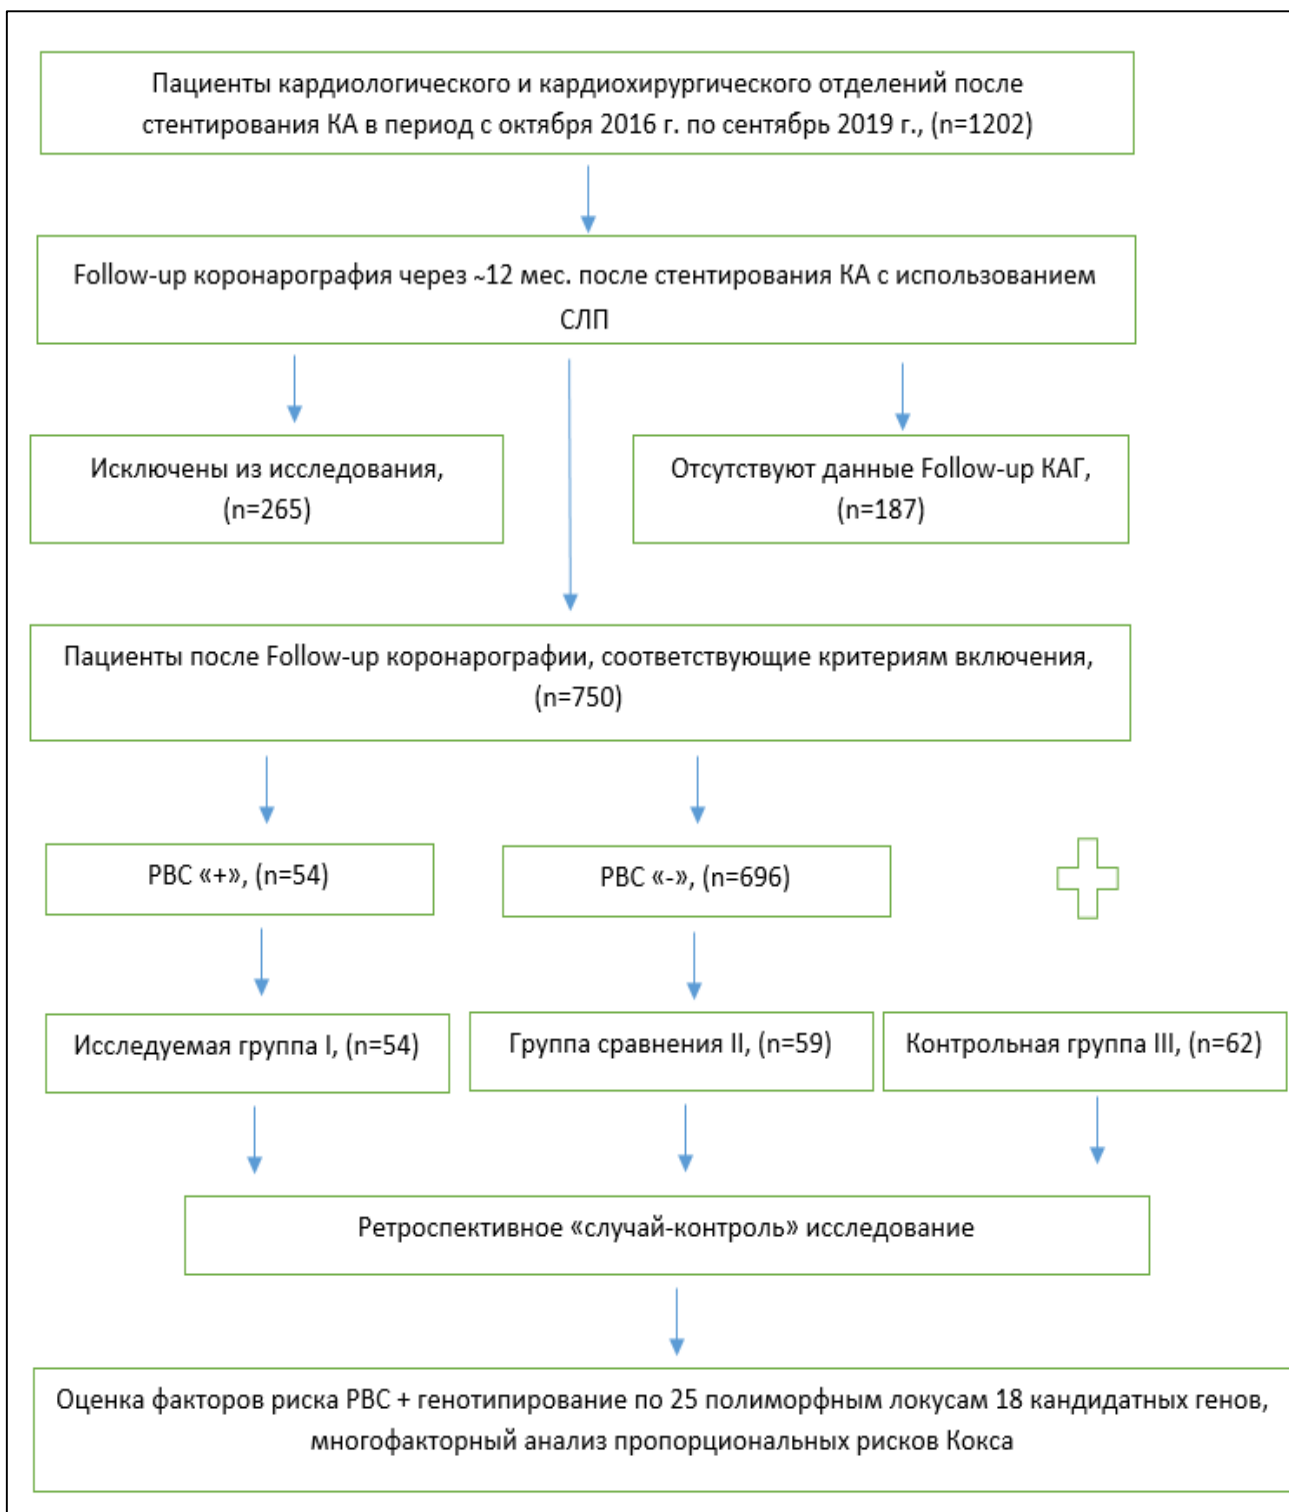 Пациенты кардиологического и кардиохирургического отделений после
стентирования КА в период с октября 2016 г. по сентябрь 2019 г., (n=1202)
Follow-up коронарография через ~12 мес. после стентирования КА с использованием
СЛП
Исключены из исследования,
(n=265)
Отсутствуют данные Follow-up КАГ,
(n=187)
Пациенты после Follow-up коронарографии, соответствующие критериям включения,
(n=750)
РВС «+», (n=54)
РВС «-», (n=696)
Исследуемая группа I, (n=54)
Группа сравнения II, (n=59)
Контрольная группа III, (n=62)
Ретроспективное «случай-контроль» исследование
Оценка факторов риска РВС + генотипирование по 25 полиморфным локусам 18 кандидатных генов,
многофакторный анализ пропорциональных рисков Кокса